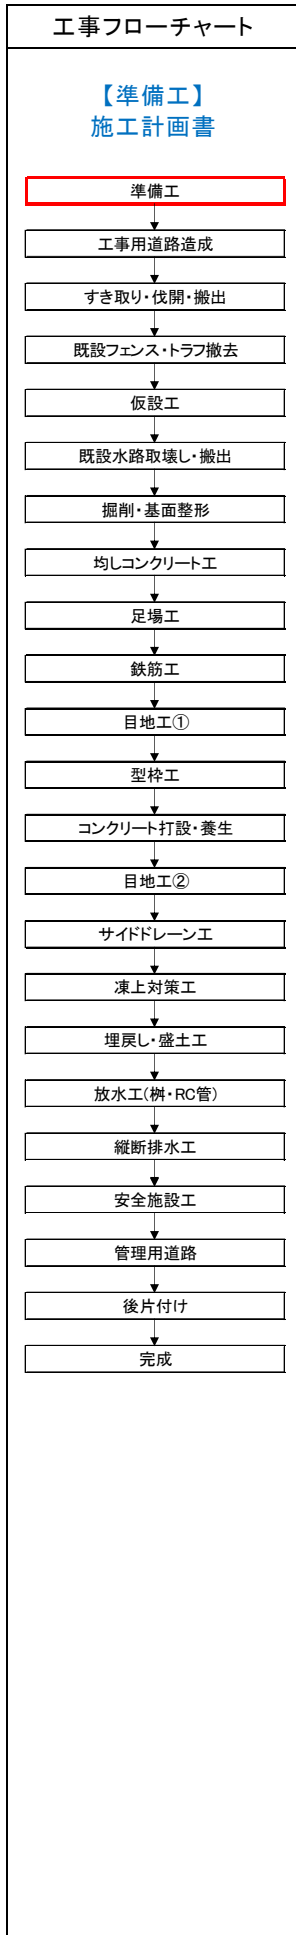 工事フローチャート
【準備工】
施工計画書
準備工
工事用道路造成
すき取り・伐開・搬出
既設フェンス・トラフ撤去
仮設工
既設水路取壊し・搬出
掘削・基面整形
均しコンクリート工
足場工
鉄筋工
目地工①
型枠工
コンクリート打設・養生
目地工②
サイドドレーン工
凍上対策工
埋戻し・盛土工
放水工(桝・RC管)
縦断排水工
安全施設工
管理用道路
後片付け
完成